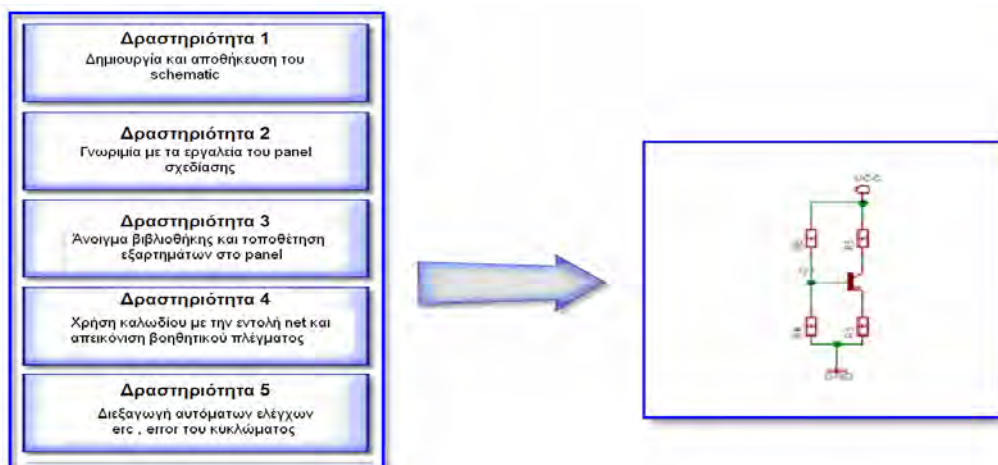 Δραστηριότητα 1
Δημιουργία και αποθήκευση του
schematic
Δραστηριότητα 2
Γνωριμία με τα εργαλεία του panel
σχεδίασης
Δραστηριότητα 3
Άνοιγμα βιβλιοθήκης και τοποθέτηση
εξαρτημάτων στο panel
Δραστηριότητα 4
Χρήση καλωδίου με την εντολή net και
απεικόνιση βοηθητικού πλέγματος
Δραστηριότητα 5
Διεξαγωγή αυτόματων ελέγχων
erc , error του κυκλώματος